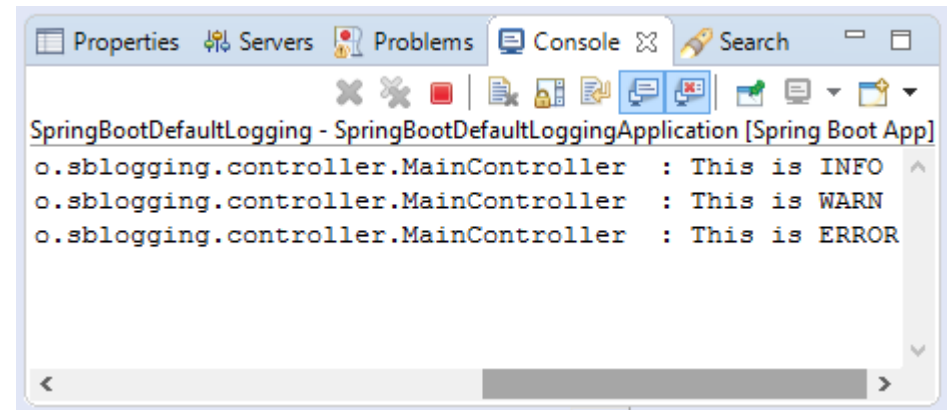 Properties Servers Problems Console Search
SpringBootDefaultLogging - SpringBootDefaultLoggingApplication [Spring Boot App]
o.sblogging.controller.MainController : This is INFO
o.sblogging.controller.MainController : This is WARN
o.sblogging.controller.MainController : This is ERROR